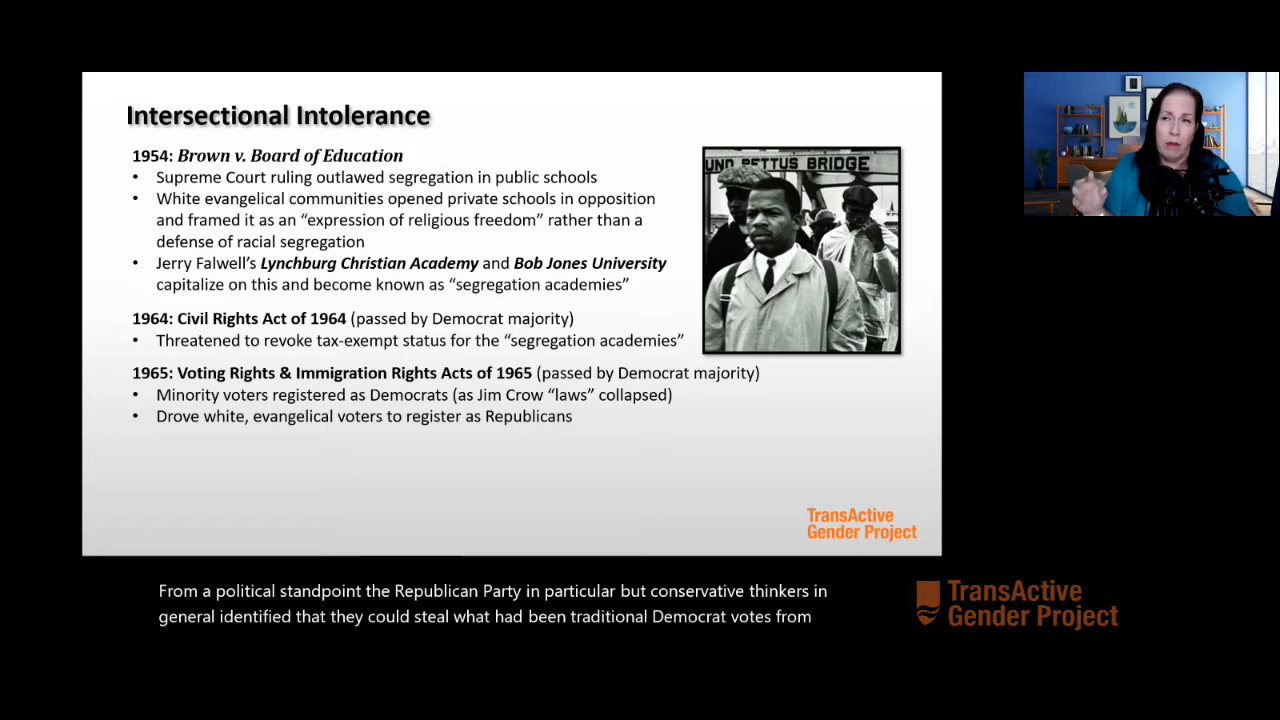 Intersectional Intolerance
1954: Brown v. Board of Education
• Supreme Court ruling outlawed segregation in public schools
• White evangelical communities opened private schools in opposition
and framed it as an “expression of religious freedom” rather than a
defense of racial segregation
• Jerry Falwell’s Lynchburg Christian Academy and Bob Jones University
capitalize on this and become known as “segregation academies”
1964: Civil Rights Act of 1964 (passed by Democrat majority)
• Threatened to revoke tax-exempt status for the “segregation academies”
1965: Voting Rights & Immigration Rights Acts of 1965 (passed by Democrat majority)
• Minority voters registered as Democrats (as Jim Crow “laws” collapsed)
• Drove white, evangelical voters to register as Republicans
UND PETTUS BRIDGE
TransActive
Gender Project
From a political standpoint the Republican Party in particular but conservative thinkers in
general identified that they could steal what had been traditional Democrat votes from
TransActive
Gender Project